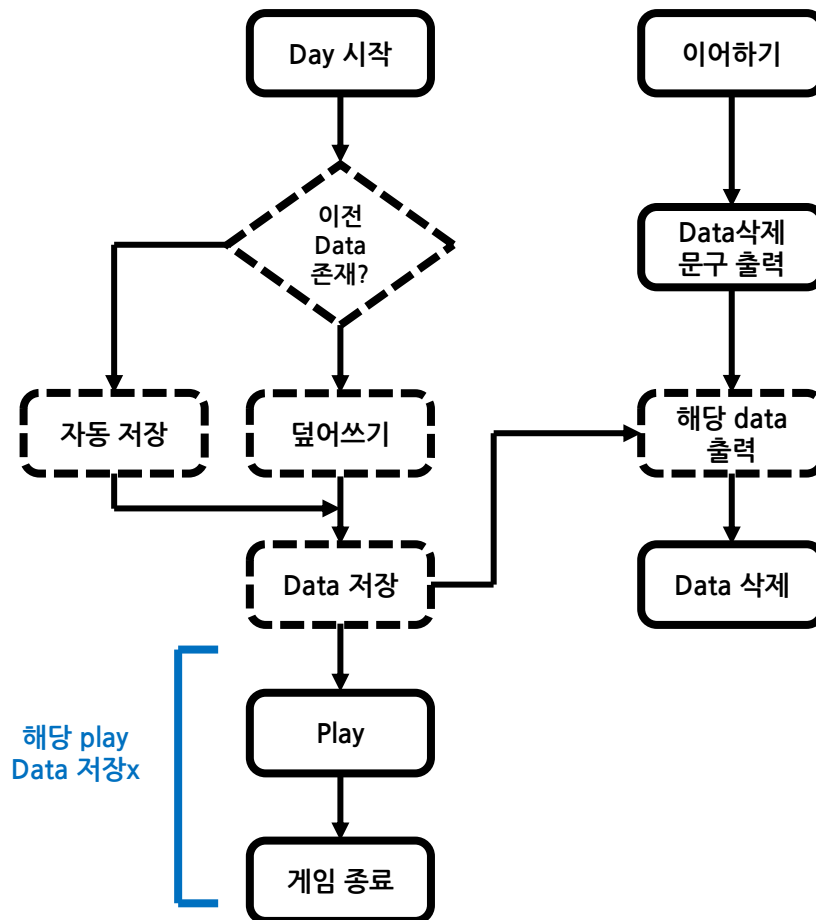 Day 시작
이어하기
이전
Data
존재?
Data삭제
문구 출력
자동 저장
덮어쓰기
해당 data
출력
Data 저장
Data 삭제
해당 play
Data 저장x
Play
게임 종료